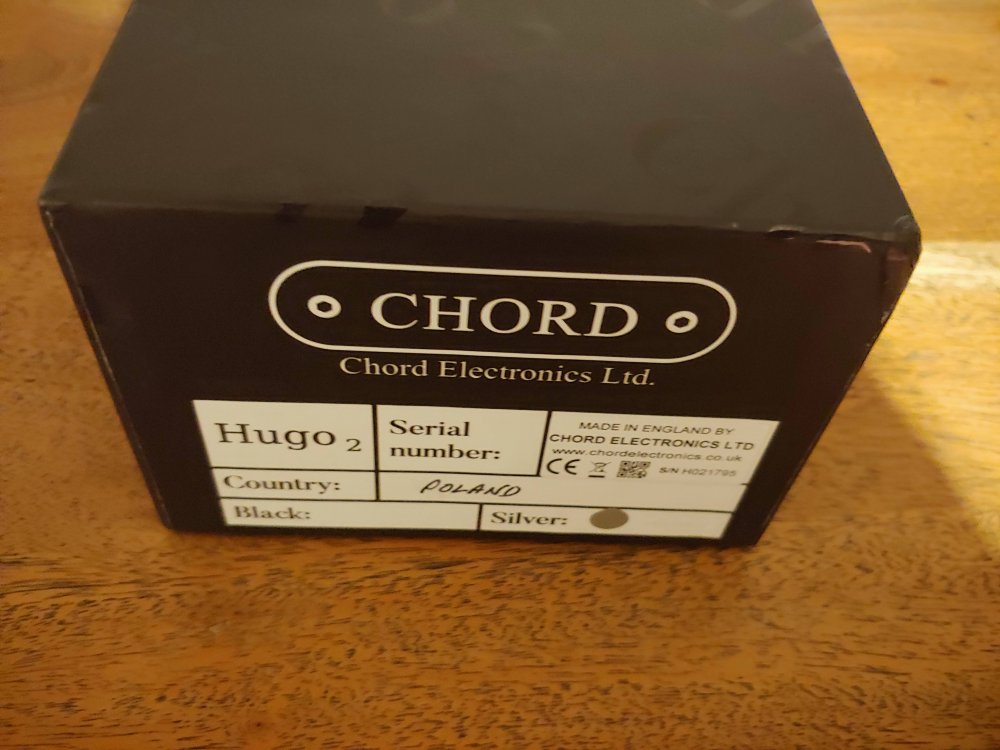 CHORD
Chord Electronics Ltd.
Hugo 2
Serial number:
MADE IN ENGLAND BY
CHORD ELECTRONICS LTD
www.chordelectronics.co.uk
CE
S/N H021795
Country:
POLAND
Black:
Silver: